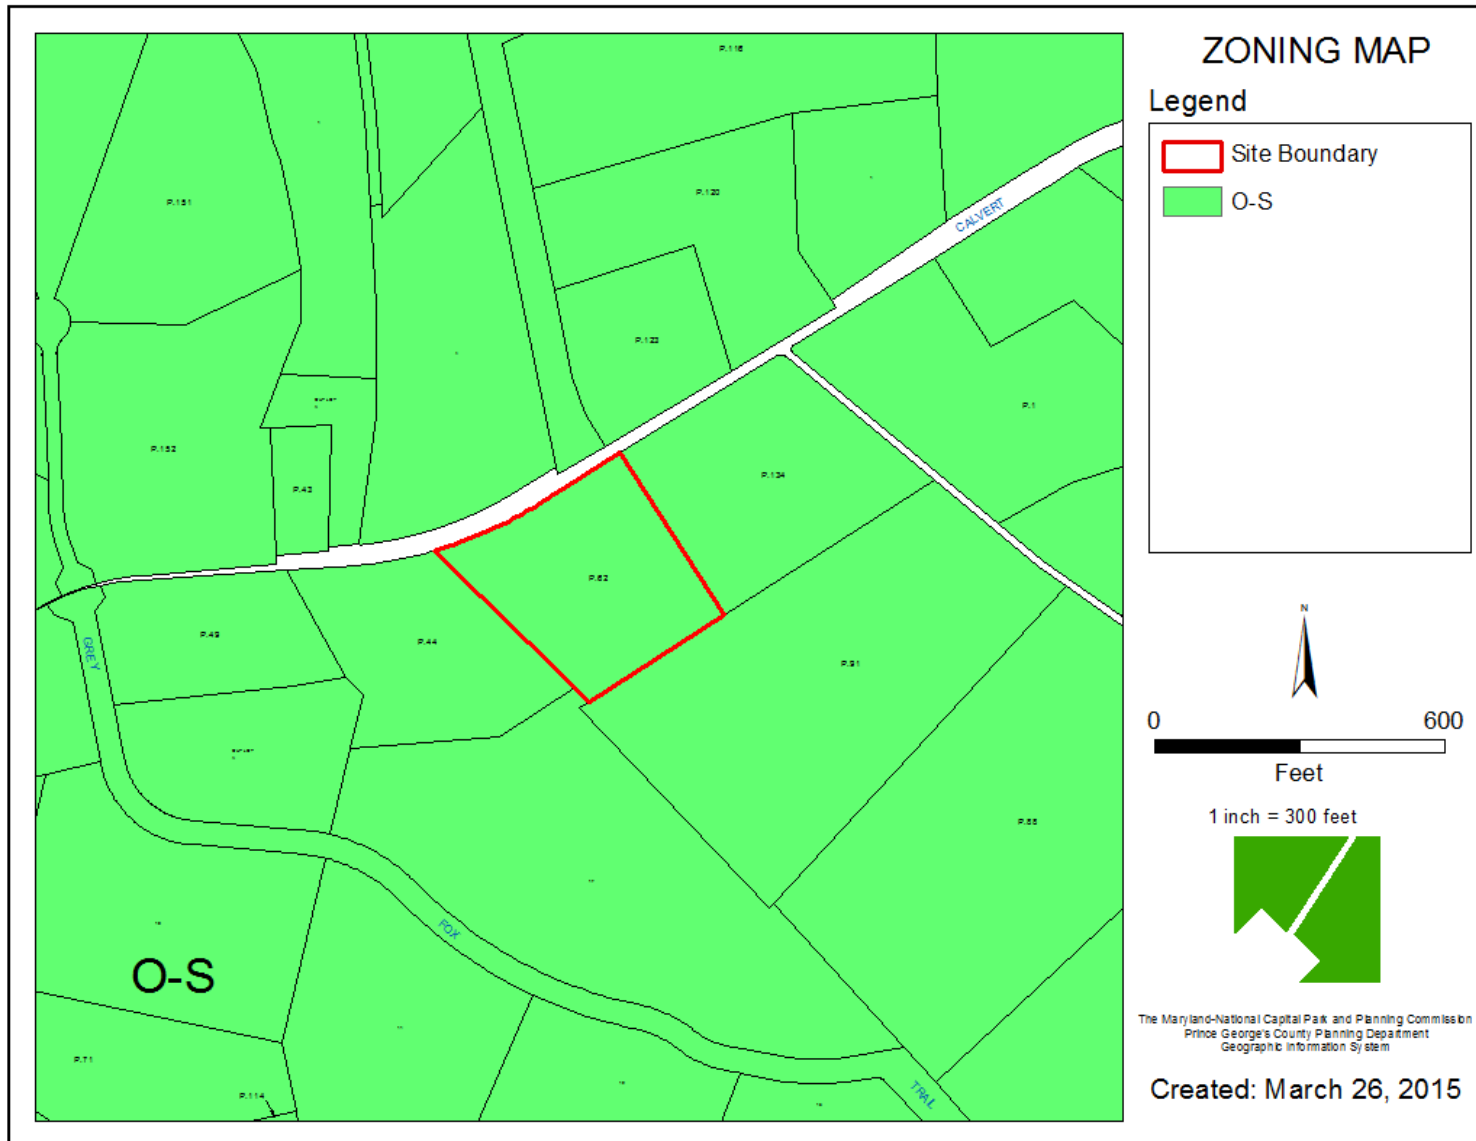 ZONING MAP
Legend
Site Boundary
O-S
P.116
P.151
P.120
CALVERT
P.122
P.1
P.152
P.43
P.134
P.62
P.49
P.44
GREY
P.91
P.88
FOX
O-S
P.71
P.114
TRAIL
N
0 600
Feet
1 inch = 300 feet
The Maryland-National Capital Park and Planning Commission
Prince George's County Planning Department
Geographic Information System
Created: March 26, 2015